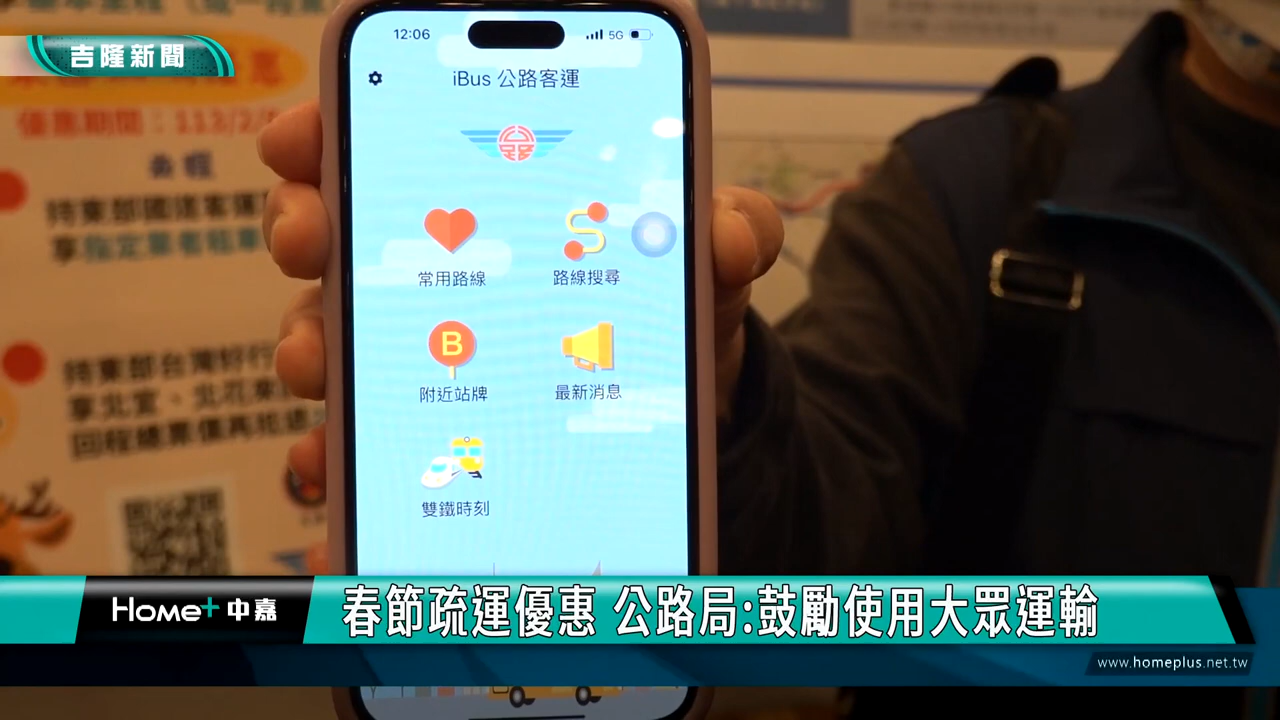 吉隆新聞
12:06
5G
iBus 公路客運
常用路線
路線搜尋
B
附近站牌
最新消息
雙鐵時刻
優惠期間：113/2/
持東部國道客運
享指定業者租車
持東部台灣好行
享北宜、北花東
回程總票價再抵
Home+中嘉
春節疏運優惠 公路局:鼓勵使用大眾運輸
www.homeplus.net.tw